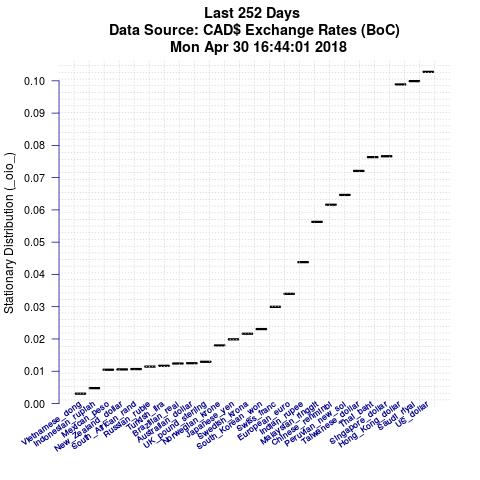 Last 252 Days
Data Source: CAD$ Exchange Rates (BoC)
Mon Apr 30 16:44:01 2018
Stationary Distribution (_oio_)
0.10
0.09
0.08
0.07
0.06
0.05
0.04
0.03
0.02
0.01
0.00
Vietnamese_dong
Indonesian_rupiah
Mexican_peso
New_Zealand_dollar
South_African_rand
Russian_ruble
Turkish_lira
Brazilian_real
Australian_dollar
UK_pound_sterling
Norwegian_krone
Japanese_yen
Swedish_krona
South_Korean_won
Swiss_franc
European_euro
Indian_rupee
Malaysian_ringgit
Chinese_renminbi
Peruvian_new_sol
Taiwanese_dollar
Thai_baht
Singapore_dollar
Hong_Kong_dollar
Saudi_riyal
US_dollar